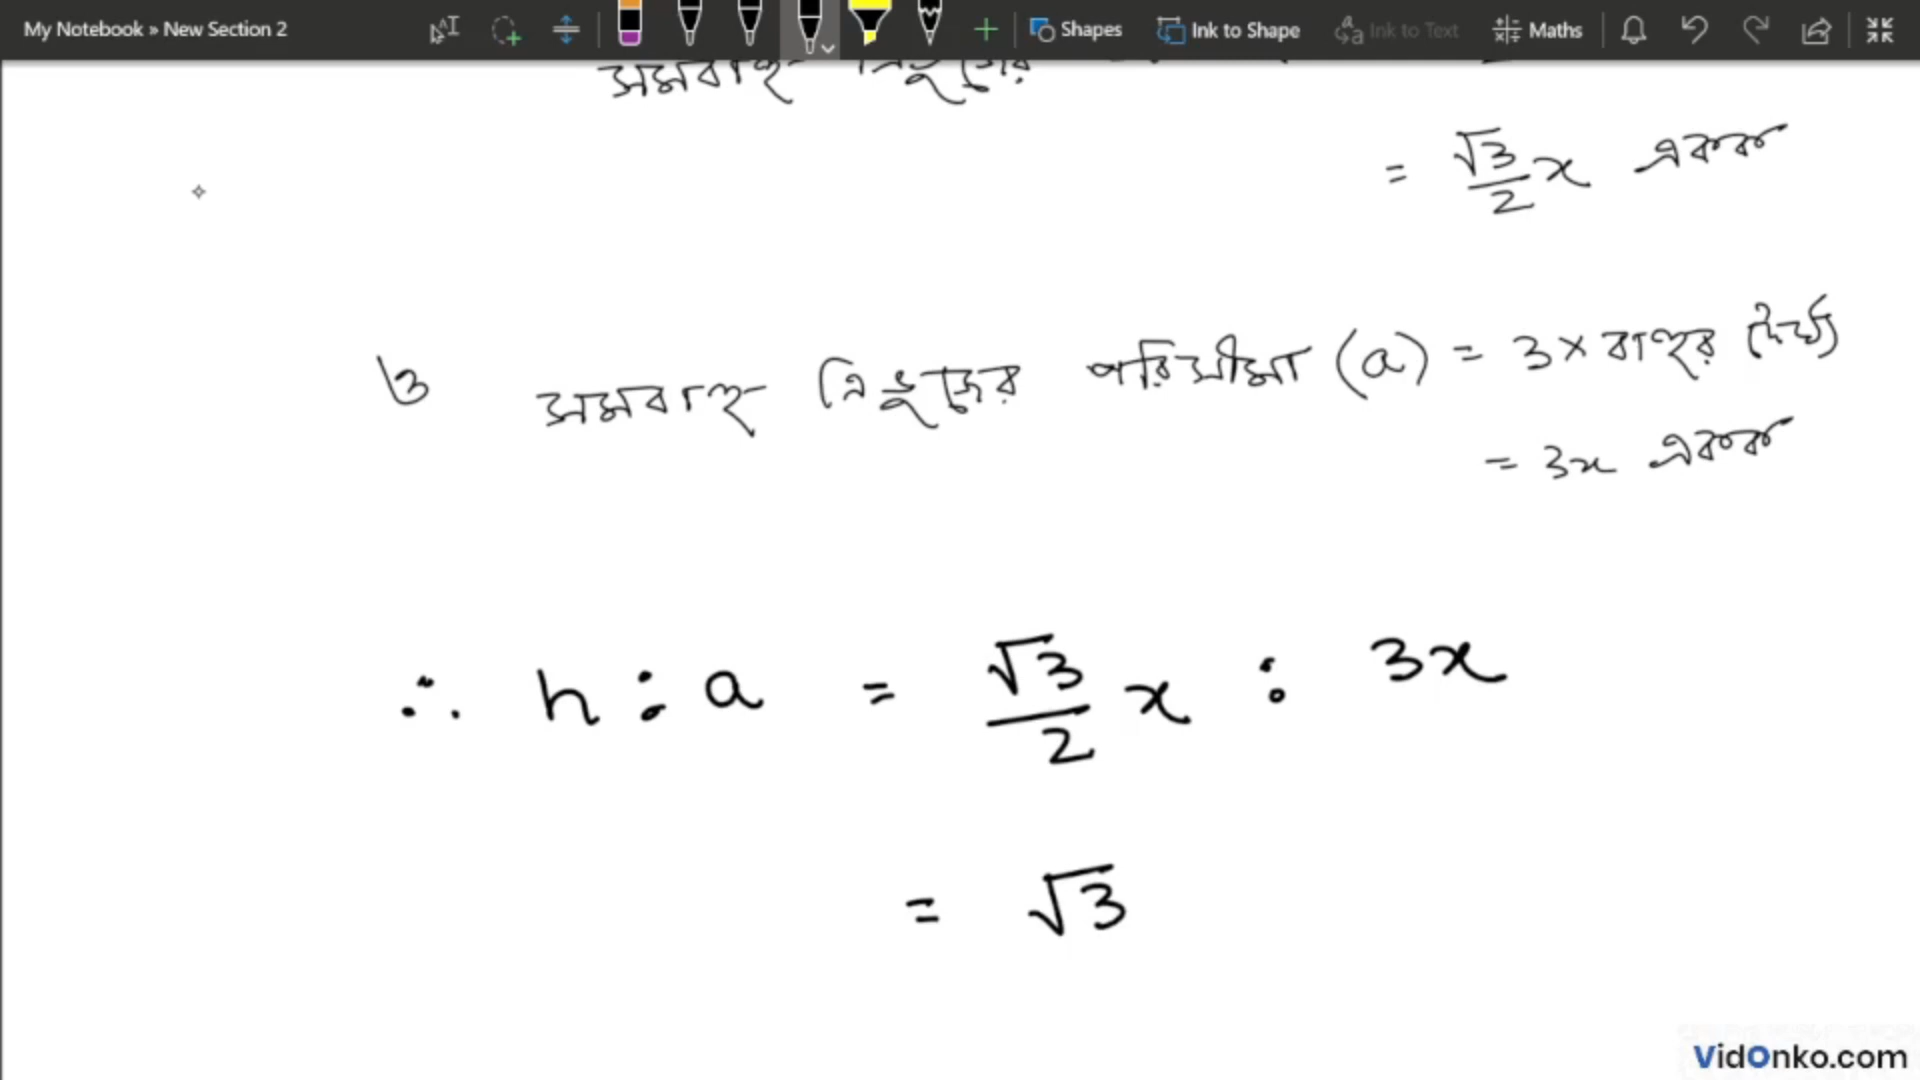 My Notebook » New Section 2 Shapes Ink to Shape Ink to Text Maths
সমবাহু ত্রিভুজের
= √3/2 x একক
ও সমবাহু ত্রিভুজের পরিসীমা (a) = 3 × বাহুর দৈর্ঘ্য
= 3x একক
∴ h : a = √3/2 x : 3x
= √3
VidOnko.com